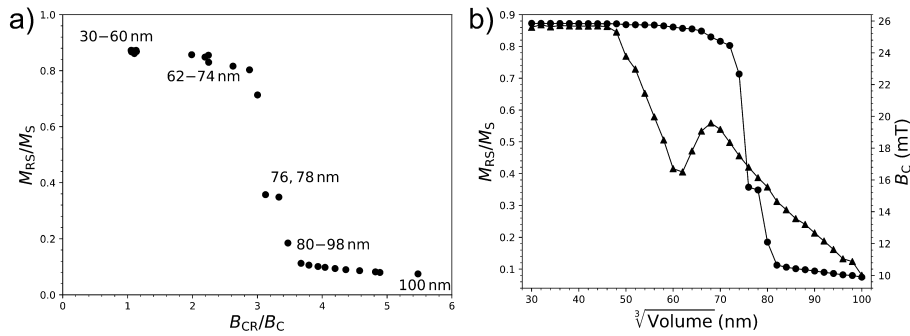 a)
1.0
0.8
0.6
0.4
0.2
0.0
M_RS/M_S
30−60 nm
62−74 nm
76, 78 nm
80−98 nm
100 nm
0 1 2 3 4 5 6
B_CR/B_C
b)
0.9
0.8
0.7
0.6
0.5
0.4
0.3
0.2
0.1
M_RS/M_S
26
24
22
20
18
16
14
12
10
B_C (mT)
30 40 50 60 70 80 90 100
∛Volume (nm)